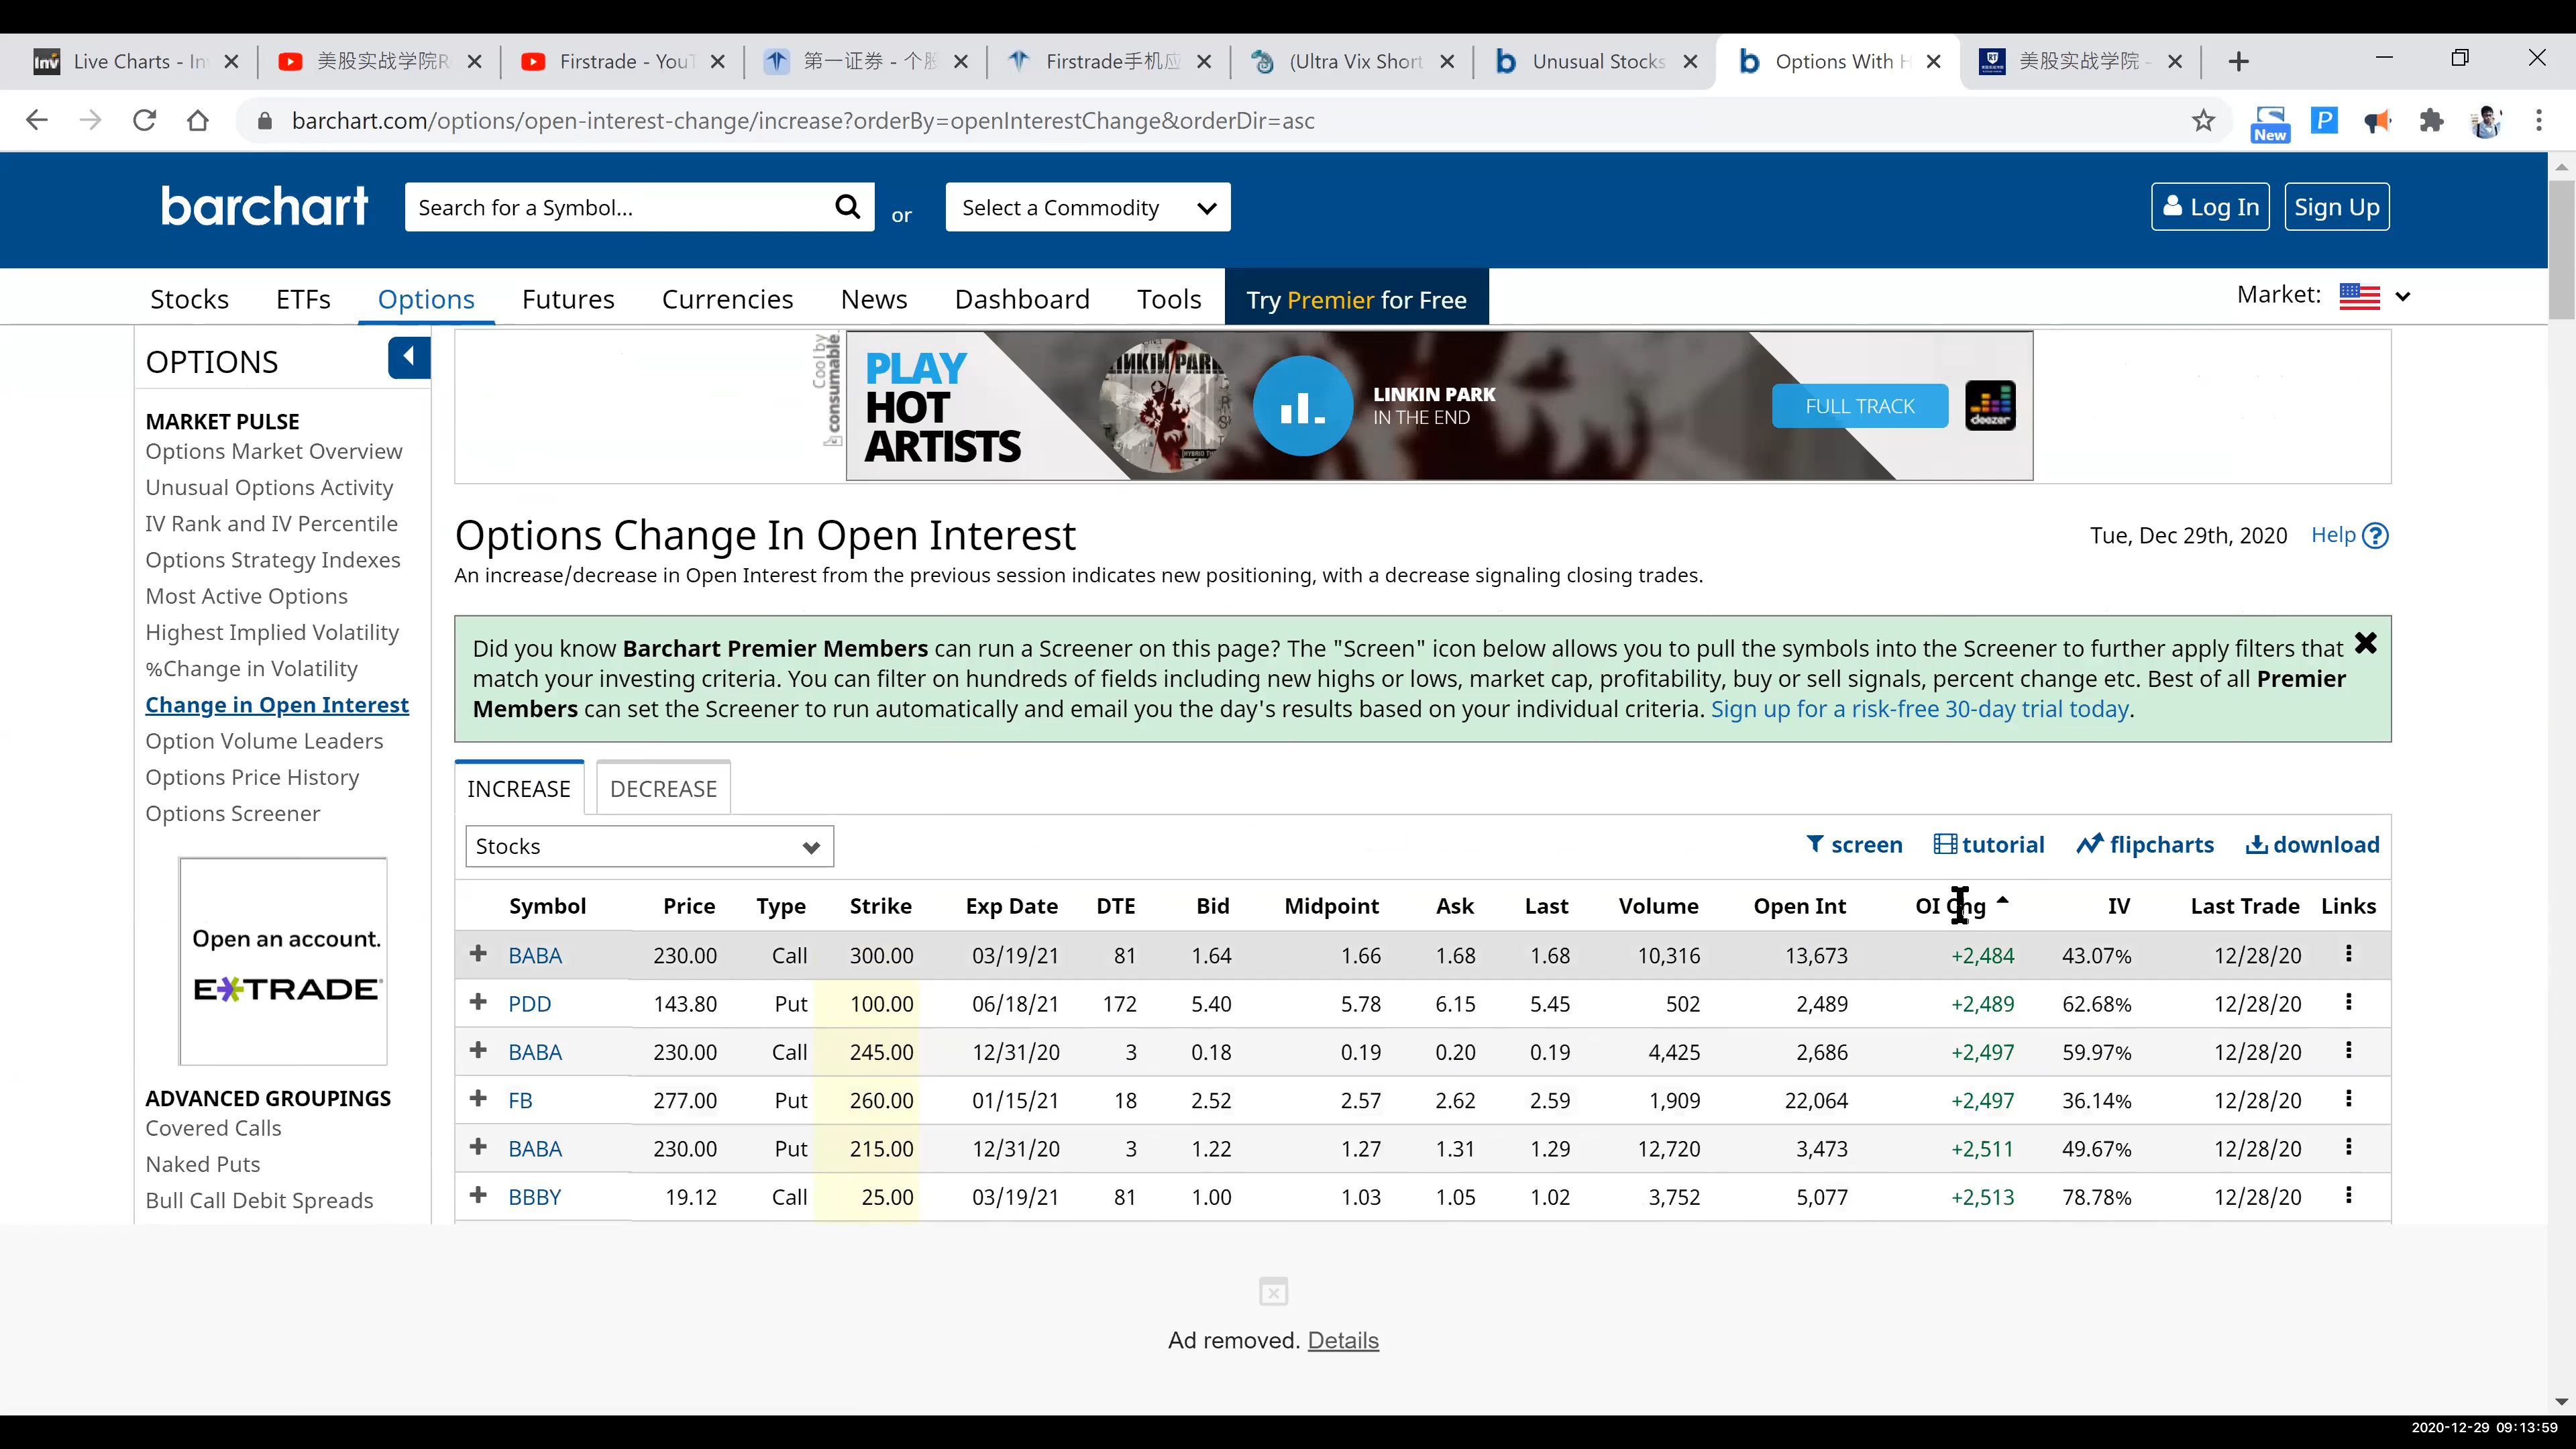 Live Charts - In
美股实战学院R
Firstrade - YouT
第一证券 - 个股
Firstrade手机应
(Ultra Vix Short
Unusual Stocks
Options With H
美股实战学院 -
barchart.com/options/open-interest-change/increase?orderBy=openInterestChange&orderDir=asc
New
barchart
Search for a Symbol...
or
Select a Commodity
Log In
Sign Up
Stocks ETFs Options Futures Currencies News Dashboard Tools Try Premier for Free
Market:
OPTIONS
MARKET PULSE
Options Market Overview
Unusual Options Activity
IV Rank and IV Percentile
Options Strategy Indexes
Most Active Options
Highest Implied Volatility
%Change in Volatility
Change in Open Interest
Option Volume Leaders
Options Price History
Options Screener
Open an account.
E*TRADE
ADVANCED GROUPINGS
Covered Calls
Naked Puts
Bull Call Debit Spreads
Cool by
consumable
PLAY
HOT
ARTISTS
LINKIN PARK
LINKIN PARK
IN THE END
FULL TRACK
deezer
Options Change In Open Interest
Tue, Dec 29th, 2020 Help ?
An increase/decrease in Open Interest from the previous session indicates new positioning, with a decrease signaling closing trades.
Did you know Barchart Premier Members can run a Screener on this page? The "Screen" icon below allows you to pull the symbols into the Screener to further apply filters that
match your investing criteria. You can filter on hundreds of fields including new highs or lows, market cap, profitability, buy or sell signals, percent change etc. Best of all Premier
Members can set the Screener to run automatically and email you the day's results based on your individual criteria. Sign up for a risk-free 30-day trial today.
INCREASE DECREASE
Stocks
screen tutorial flipcharts download
Symbol Price Type Strike Exp Date DTE Bid Midpoint Ask Last Volume Open Int OI Chg IV Last Trade Links
BABA 230.00 Call 300.00 03/19/21 81 1.64 1.66 1.68 1.68 10,316 13,673 +2,484 43.07% 12/28/20
PDD 143.80 Put 100.00 06/18/21 172 5.40 5.78 6.15 5.45 502 2,489 +2,489 62.68% 12/28/20
BABA 230.00 Call 245.00 12/31/20 3 0.18 0.19 0.20 0.19 4,425 2,686 +2,497 59.97% 12/28/20
FB 277.00 Put 260.00 01/15/21 18 2.52 2.57 2.62 2.59 1,909 22,064 +2,497 36.14% 12/28/20
BABA 230.00 Put 215.00 12/31/20 3 1.22 1.27 1.31 1.29 12,720 3,473 +2,511 49.67% 12/28/20
BBBY 19.12 Call 25.00 03/19/21 81 1.00 1.03 1.05 1.02 3,752 5,077 +2,513 78.78% 12/28/20
Ad removed. Details
2020-12-29 09:13:59